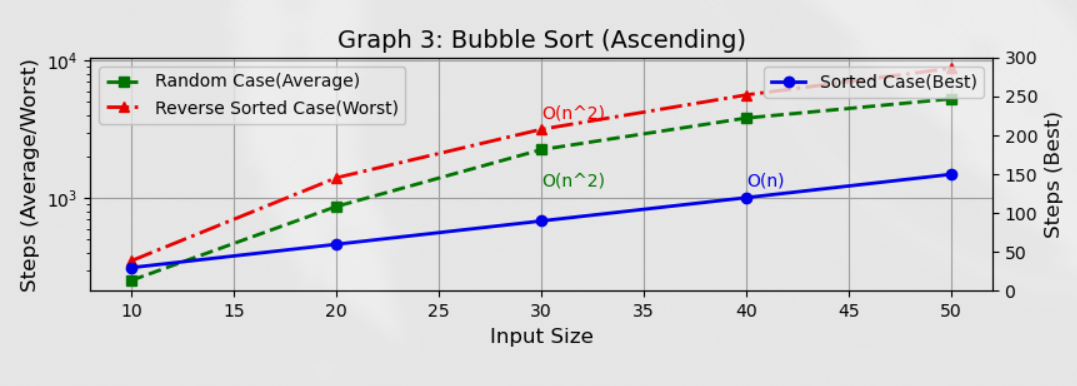 Graph 3: Bubble Sort (Ascending)
Steps (Average/Worst)
10^4
10^3
Random Case(Average)
Reverse Sorted Case(Worst)
Sorted Case(Best)
O(n^2)
O(n^2)
O(n)
300
250
200
150
100
50
0
Steps (Best)
10 15 20 25 30 35 40 45 50
Input Size